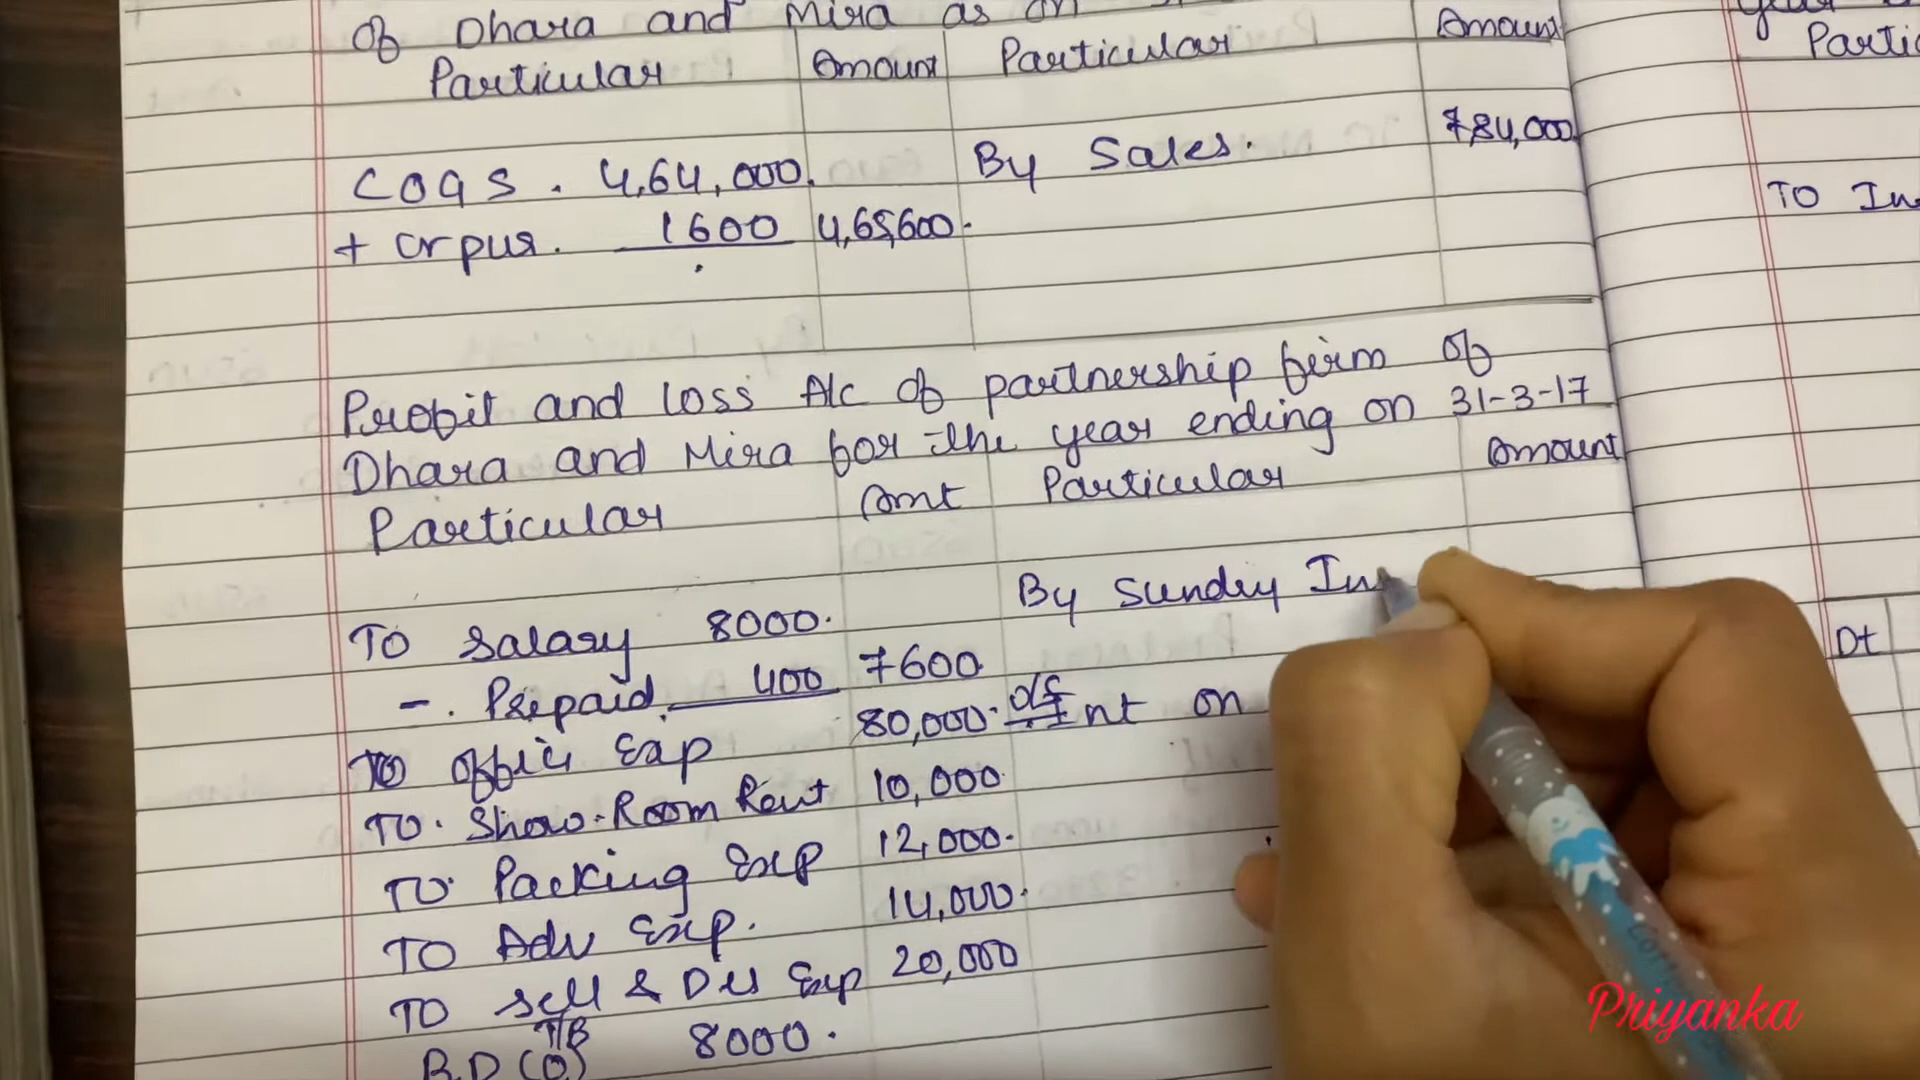 of Dhara and Mira as on
Particular Amount Particular Amount
COGS . 4,64,000. By Sales. 784,000
+ Crpus. 1600 4,65,600.
Profit and loss A/c of partnership firm of
Dhara and Mira for the year ending on 31-3-17
Particular Amt Particular Amount
To Salary 8000. By Sundry In
- . Prepaid. 400 7600
To Offic Exp 80,000. O/S Int on
To. Show-Room Rent 10,000
To Packing Exp 12,000.
To Adv Exp. 14,000.
To Sell & Dis Exp 20,000
T/B
B.D (O) 8000.
Partic
To In
Dt
Priyanka